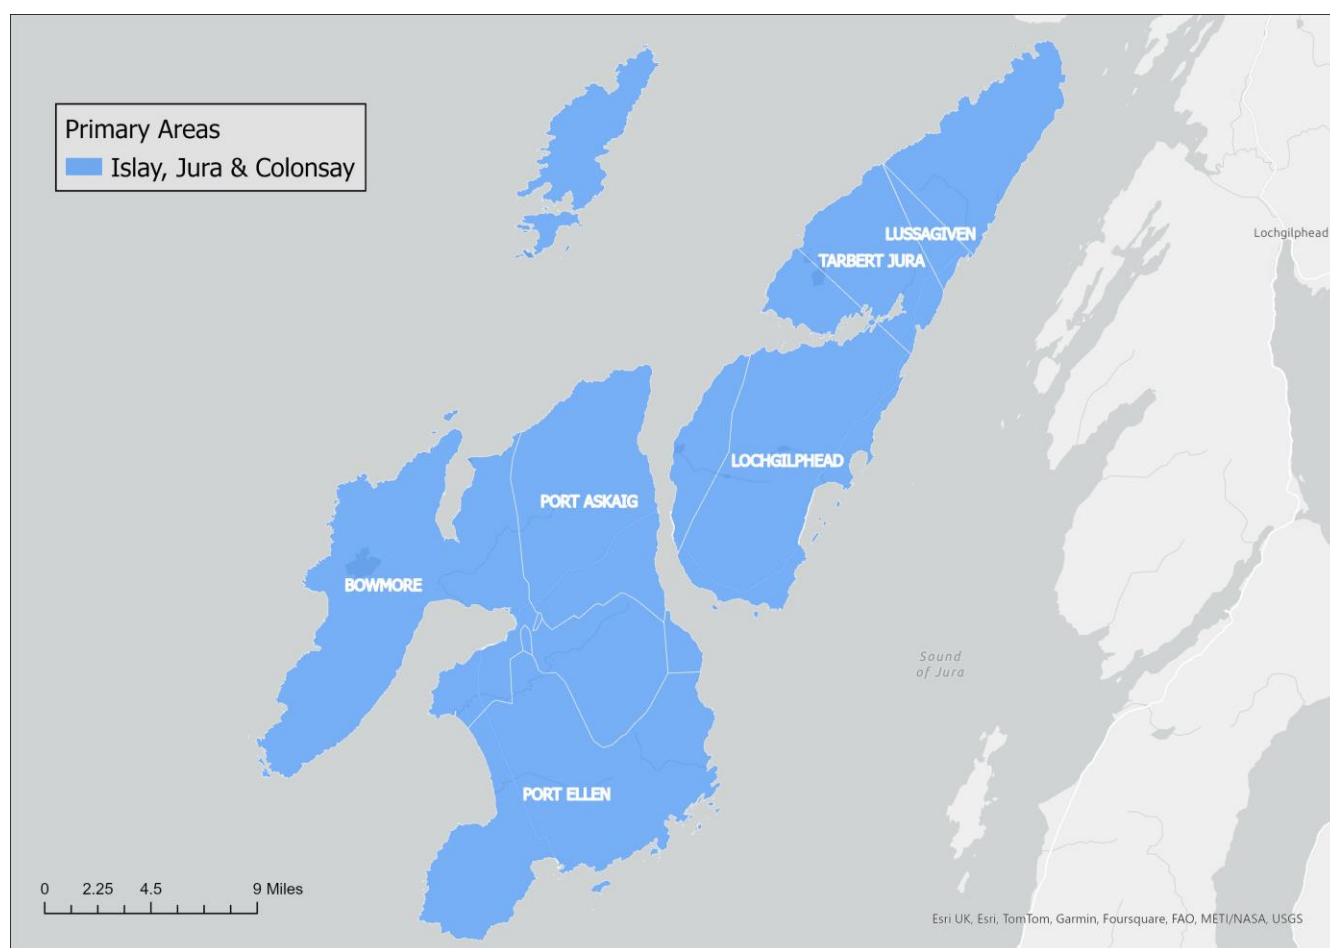 Primary Areas
Islay, Jura & Colonsay
Lochgilphead
LUSSAGIVEN
TARBERT JURA
LOCHGILPHEAD
PORT ASKAIG
BOWMORE
Sound
of Jura
PORT ELLEN
0 2.25 4.5 9 Miles
Esri UK, Esri, TomTom, Garmin, Foursquare, FAO, METI/NASA, USGS